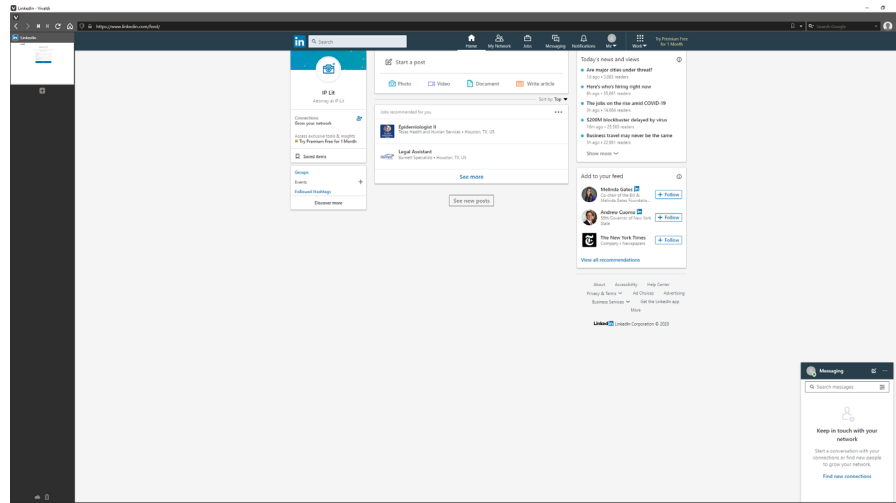 LinkedIn - Vivaldi
https://www.linkedin.com/feed/
Search Google
LinkedIn
in
Search
Home
My Network
Jobs
Messaging
Notifications
Me
Work
Try Premium Free
for 1 Month
IP Lit
Attorney at IP Lit
Connections
Grow your network
Access exclusive tools & insights
Try Premium Free for 1 Month
Saved items
Groups
Events
Followed Hashtags
Discover more
Start a post
Photo
Video
Document
Write article
Sort by: Top
Jobs recommended for you
Epidemiologist II
Texas Health and Human Services • Houston, TX, US
Legal Assistant
Burnett Specialists • Houston, TX, US
See more
See new posts
Today's news and views
Are major cities under threat?
Here's who's hiring right now
The jobs on the rise amid COVID-19
$200M blockbuster delayed by virus
Business travel may never be the same
Show more
Add to your feed
Melinda Gates in
Co-chair of the Bill &
Melinda Gates Foundatio...
+ Follow
Andrew Cuomo in
56th Governor of New York
State
+ Follow
The New York Times
Company • Newspapers
+ Follow
View all recommendations
About
Accessibility
Help Center
Privacy & Terms
Ad Choices
Advertising
Business Services
Get the LinkedIn app
More
LinkedIn LinkedIn Corporation © 2020
Messaging
Search messages
Keep in touch with your
network
Start a conversation with your
connections or find new people
to grow your network.
Find new connections